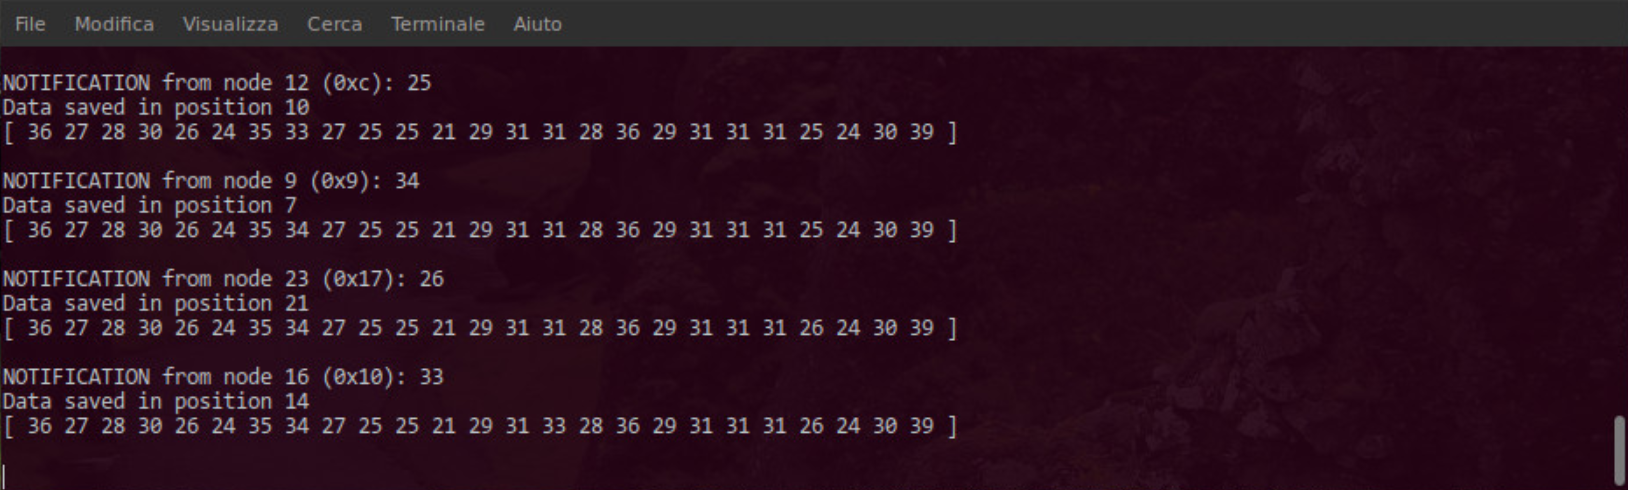 File Modifica Visualizza Cerca Terminale Aiuto
NOTIFICATION from node 12 (0xc): 25
Data saved in position 10
[ 36 27 28 30 26 24 35 33 27 25 25 21 29 31 31 28 36 29 31 31 31 25 24 30 39 ]
NOTIFICATION from node 9 (0x9): 34
Data saved in position 7
[ 36 27 28 30 26 24 35 34 27 25 25 21 29 31 31 28 36 29 31 31 31 25 24 30 39 ]
NOTIFICATION from node 23 (0x17): 26
Data saved in position 21
[ 36 27 28 30 26 24 35 34 27 25 25 21 29 31 31 28 36 29 31 31 31 26 24 30 39 ]
NOTIFICATION from node 16 (0x10): 33
Data saved in position 14
[ 36 27 28 30 26 24 35 34 27 25 25 21 29 31 33 28 36 29 31 31 31 26 24 30 39 ]